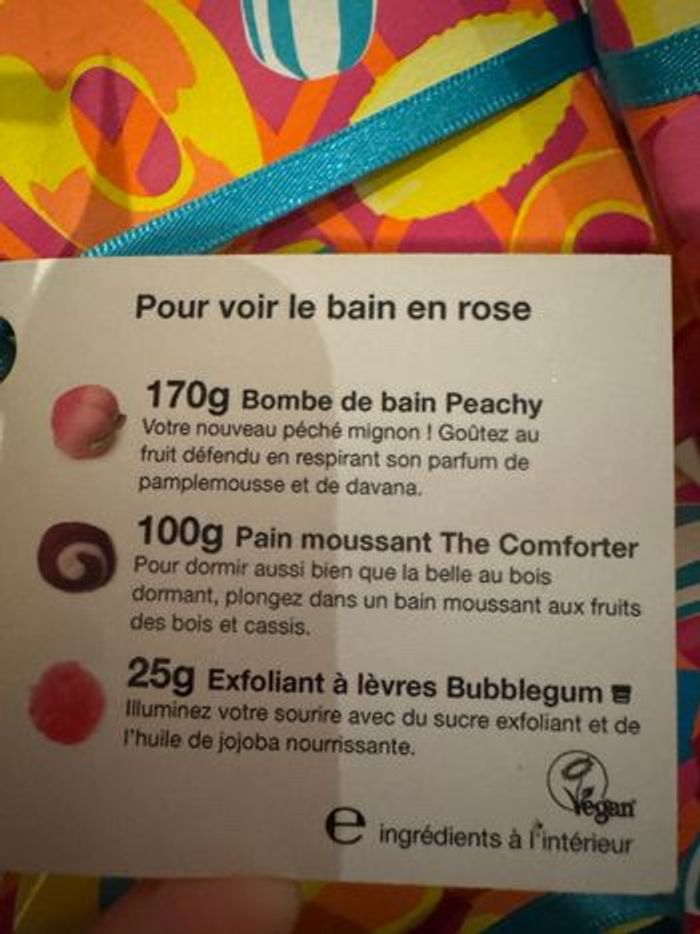 Pour voir le bain en rose
170g Bombe de bain Peachy
Votre nouveau péché mignon ! Goûtez au
fruit défendu en respirant son parfum de
pamplemousse et de davana.
100g Pain moussant The Comforter
Pour dormir aussi bien que la belle au bois
dormant, plongez dans un bain moussant aux fruits
des bois et cassis.
25g Exfoliant à lèvres Bubblegum
Illuminez votre sourire avec du sucre exfoliant et de
l'huile de jojoba nourrissante.
Vegan
e ingrédients à l'intérieur